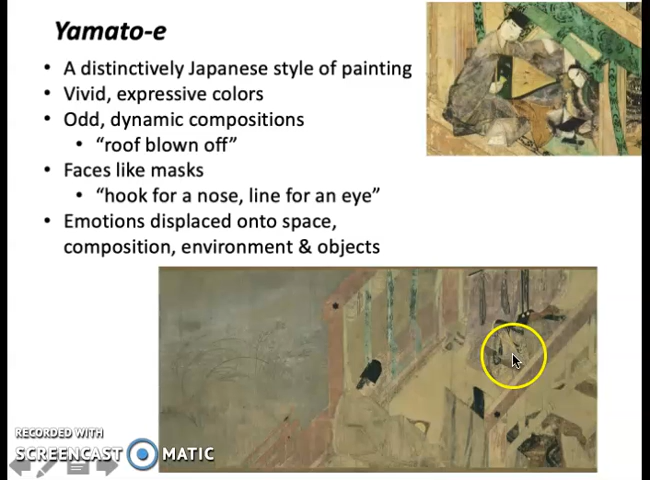 Yamato-e
• A distinctively Japanese style of painting
• Vivid, expressive colors
• Odd, dynamic compositions
• “roof blown off”
• Faces like masks
• “hook for a nose, line for an eye”
• Emotions displaced onto space,
composition, environment & objects
RECORDED WITH
SCREENCAST MATIC